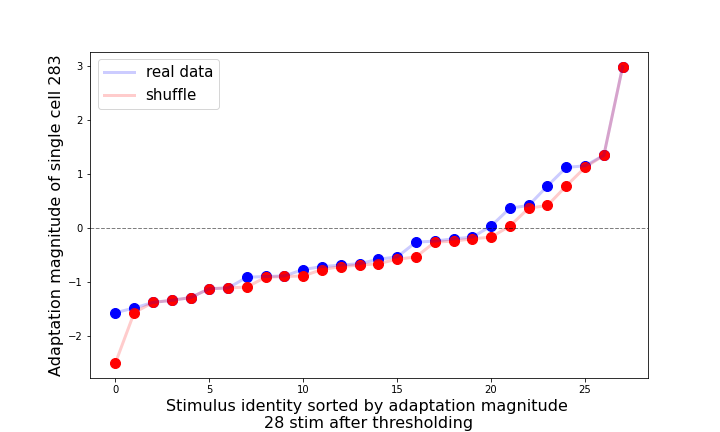 real data
shuffle
Adaptation magnitude of single cell 283
3
2
1
0
−1
−2
0 5 10 15 20 25
Stimulus identity sorted by adaptation magnitude
28 stim after thresholding